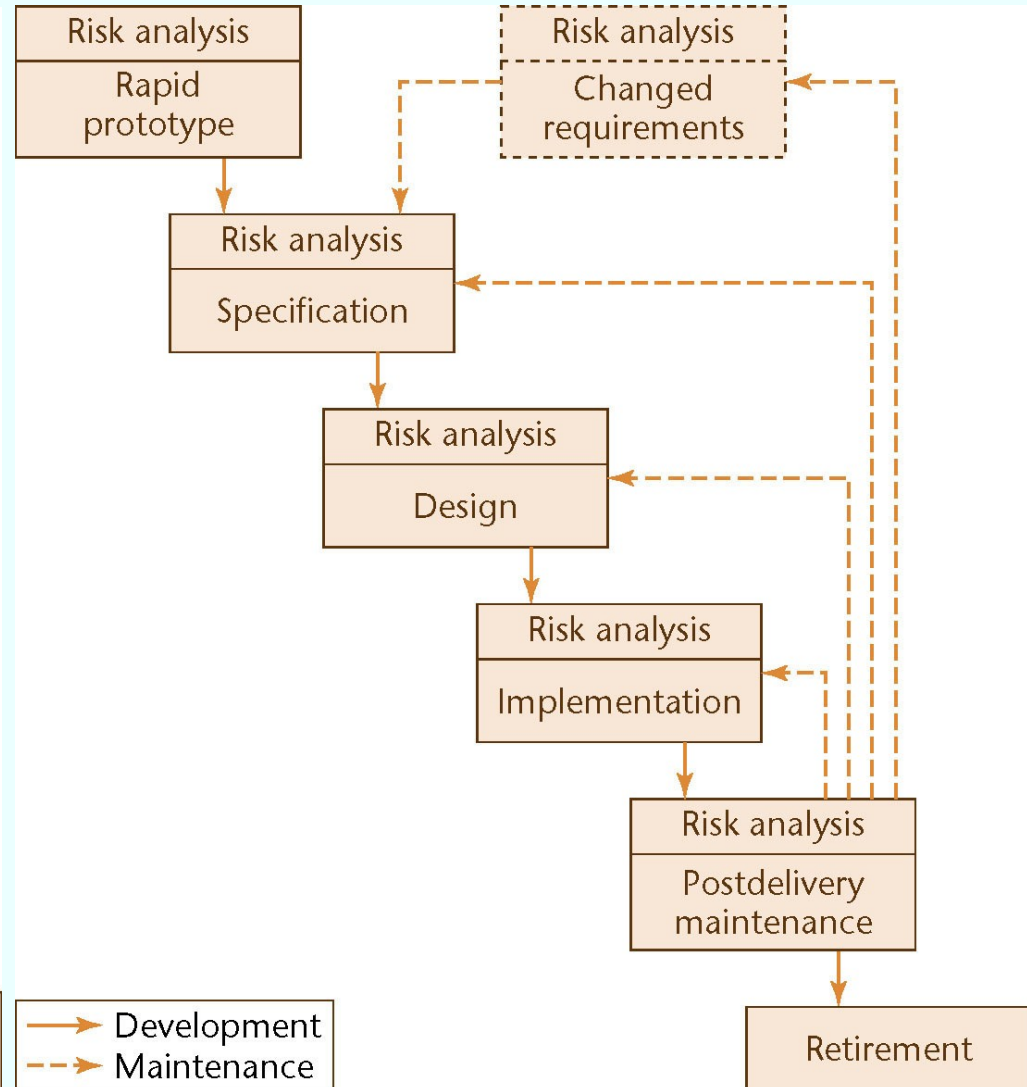 Risk analysis
Rapid
prototype
Risk analysis
Changed
requirements
Risk analysis
Specification
Risk analysis
Design
Risk analysis
Implementation
Risk analysis
Postdelivery
maintenance
Development
Maintenance
Retirement